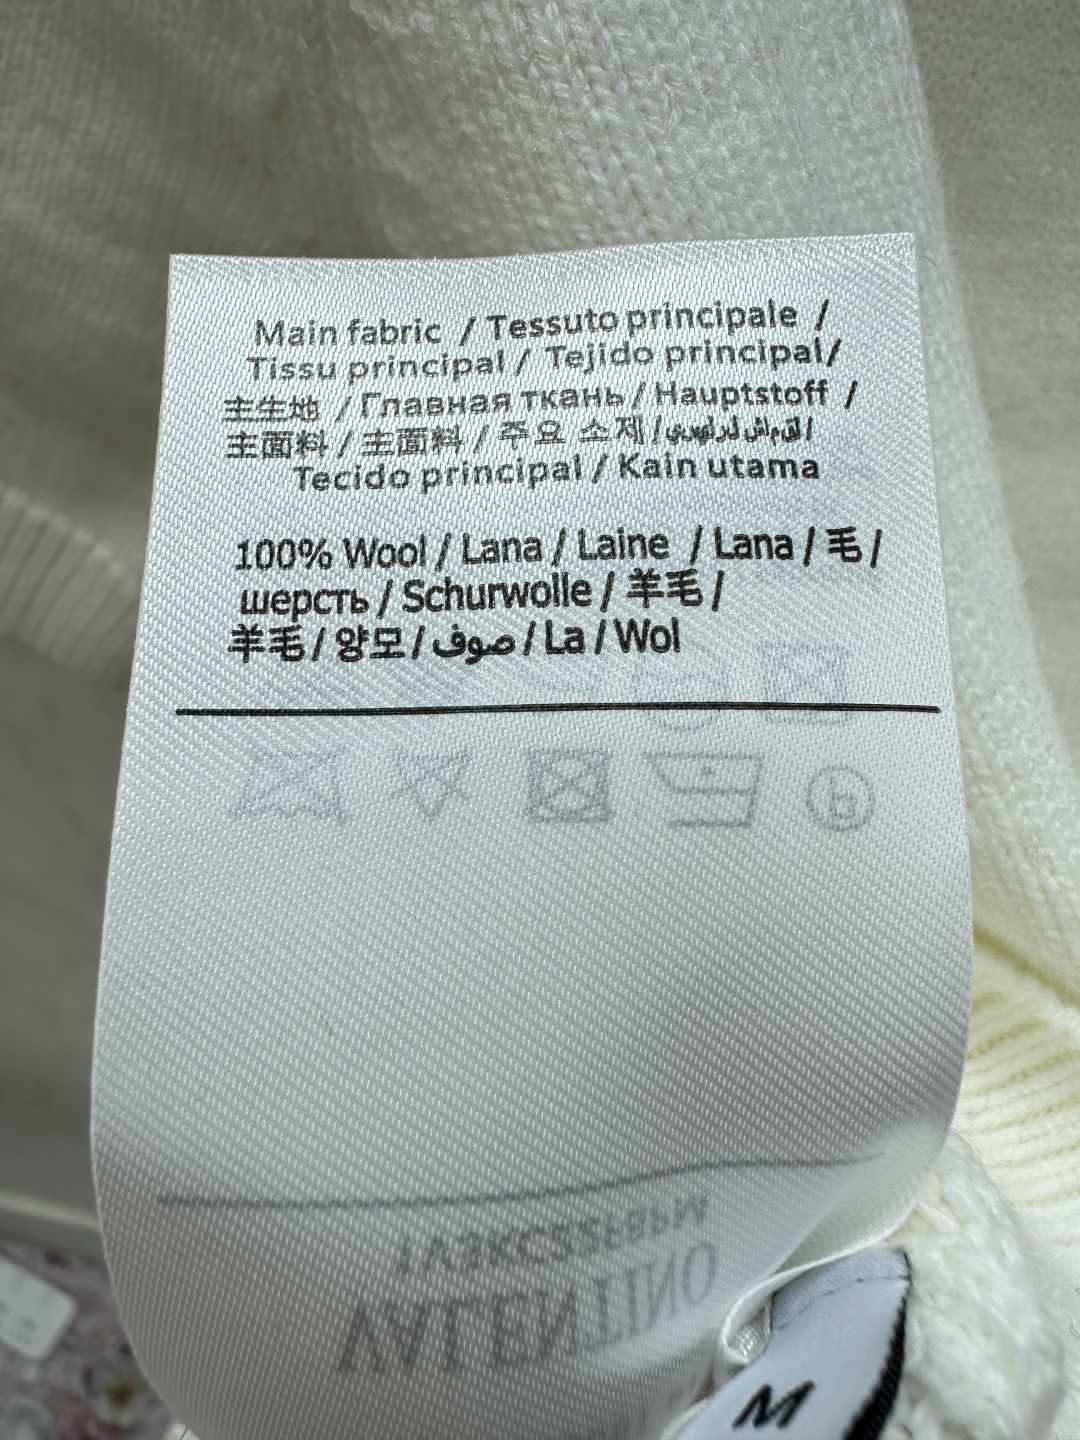 Main fabric / Tessuto principale /
Tissu principal / Tejido principal/
主生地 / Главная ткань / Hauptstoff /
主面料 / 主面料 / 주요 소재 /
Tecido principal / Kain utama
100% Wool / Lana / Laine / Lana / 毛 /
шерсть / Schurwolle / 羊毛 /
羊毛 / 양모 / صوف / La / Wol
VALENTINO
M